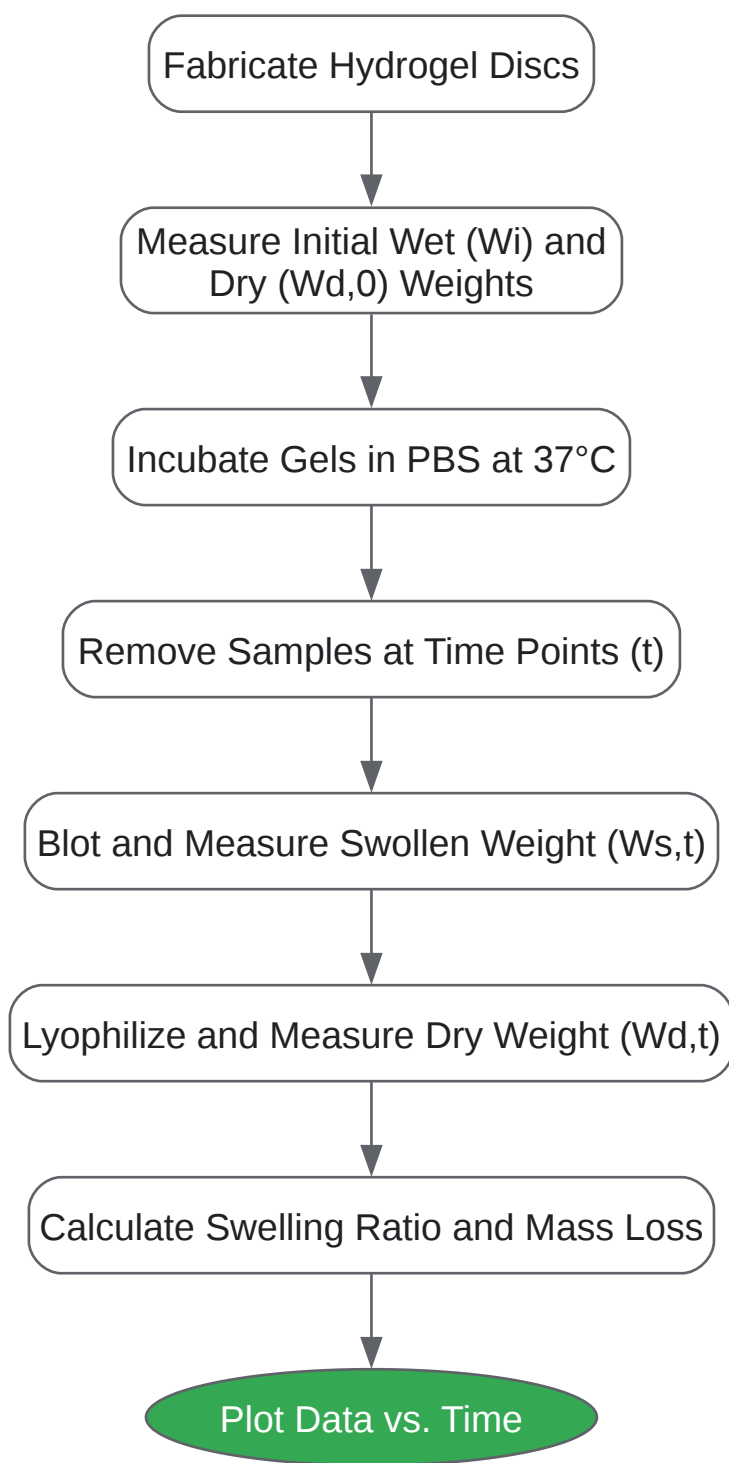 Fabricate Hydrogel Discs
Measure Initial Wet (Wi) and
Dry (Wd,0) Weights
Incubate Gels in PBS at 37°C
Remove Samples at Time Points (t)
Blot and Measure Swollen Weight (Ws,t)
Lyophilize and Measure Dry Weight (Wd,t)
Calculate Swelling Ratio and Mass Loss
Plot Data vs. Time